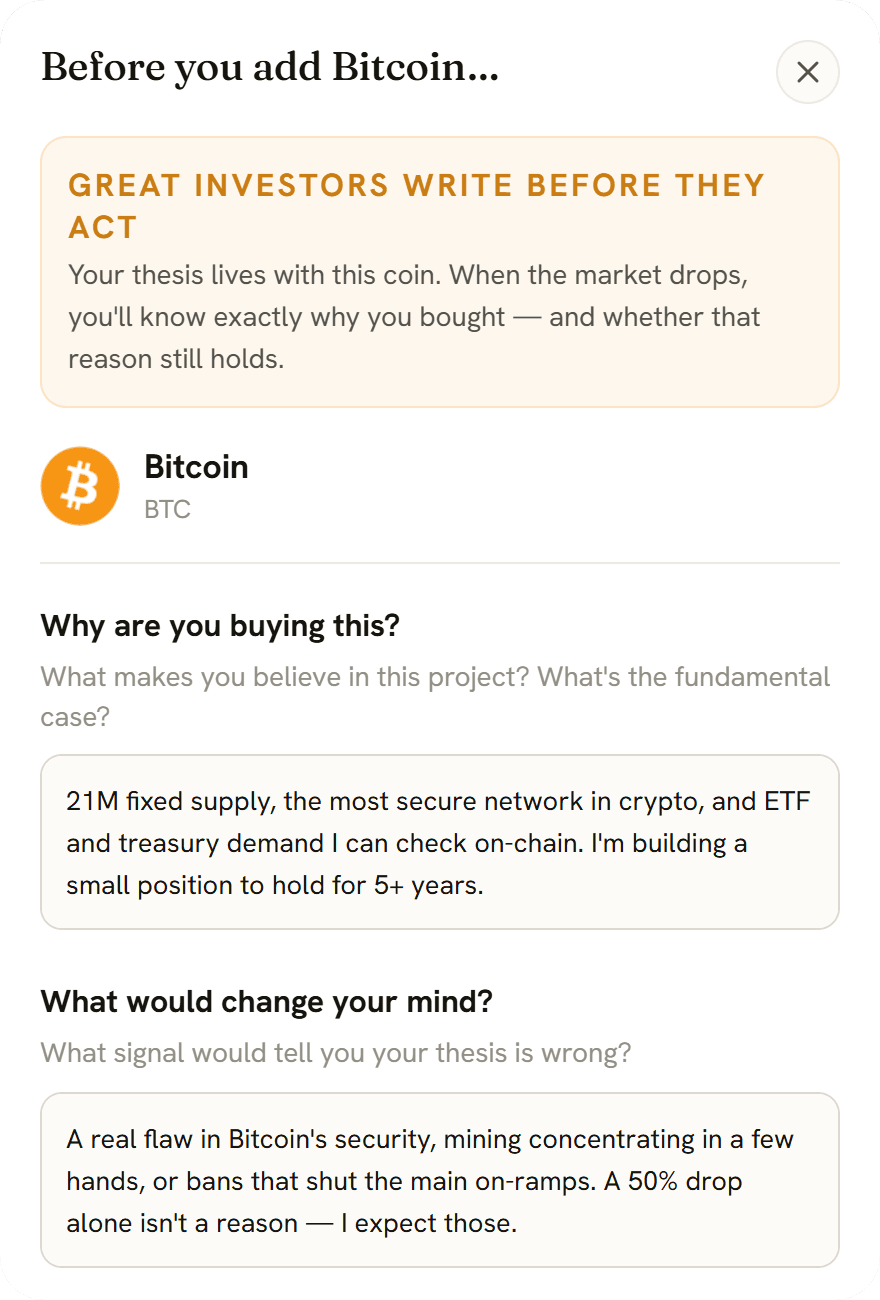 Before you add Bitcoin...
GREAT INVESTORS WRITE BEFORE THEY
ACT
Your thesis lives with this coin. When the market drops,
you'll know exactly why you bought — and whether that
reason still holds.
Bitcoin
BTC
Why are you buying this?
What makes you believe in this project? What's the fundamental
case?
21M fixed supply, the most secure network in crypto, and ETF
and treasury demand I can check on-chain. I'm building a
small position to hold for 5+ years.
What would change your mind?
What signal would tell you your thesis is wrong?
A real flaw in Bitcoin's security, mining concentrating in a few
hands, or bans that shut the main on-ramps. A 50% drop
alone isn't a reason — I expect those.